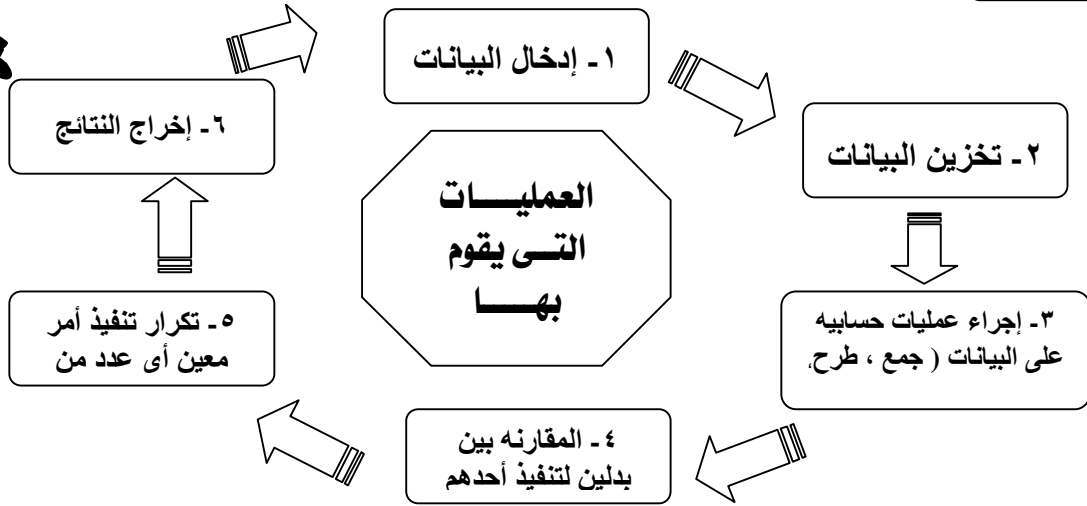 ١- إدخال البيانات
٢- تخزين البيانات
٣- إجراء عمليات حسابيه
على البيانات ( جمع ، طرح،
٤- المقارنه بين
بدلين لتنفيذ أحدهم
٥- تكرار تنفيذ أمر
معين أى عدد من
٦- إخراج النتائج
العمليـــات
التـــى يقوم
بهـــــا